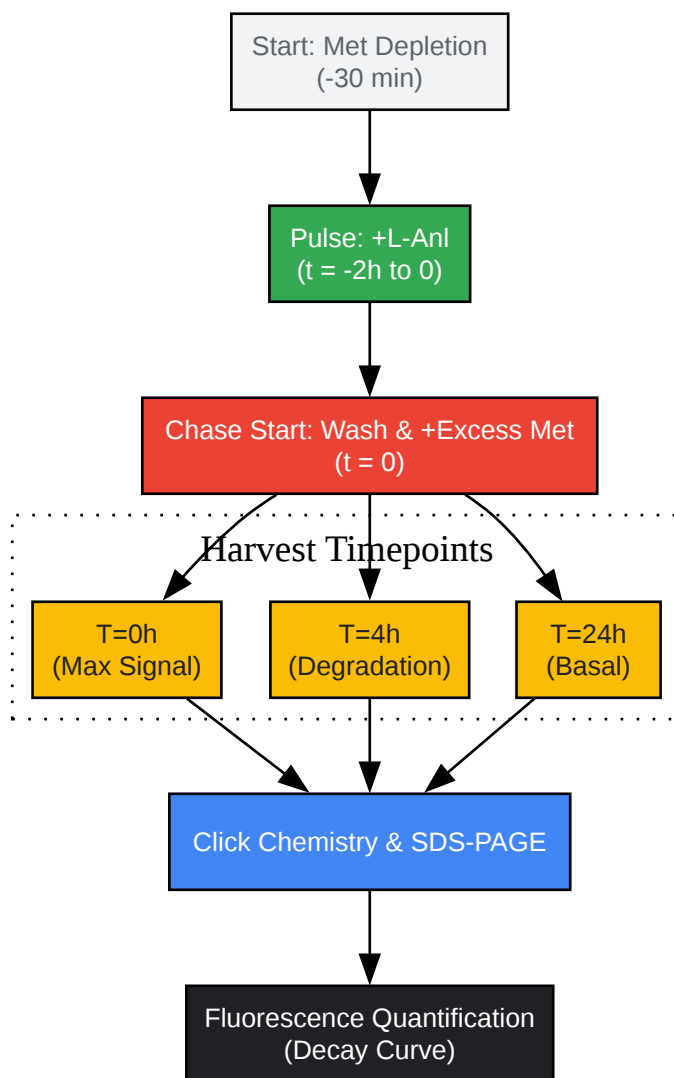 Start: Met Depletion
(-30 min)
Pulse: +L-Anl
(t = -2h to 0)
Chase Start: Wash & +Excess Met
(t = 0)
Harvest Timepoints
T=0h
(Max Signal)
T=4h
(Degradation)
T=24h
(Basal)
Click Chemistry & SDS-PAGE
Fluorescence Quantification
(Decay Curve)